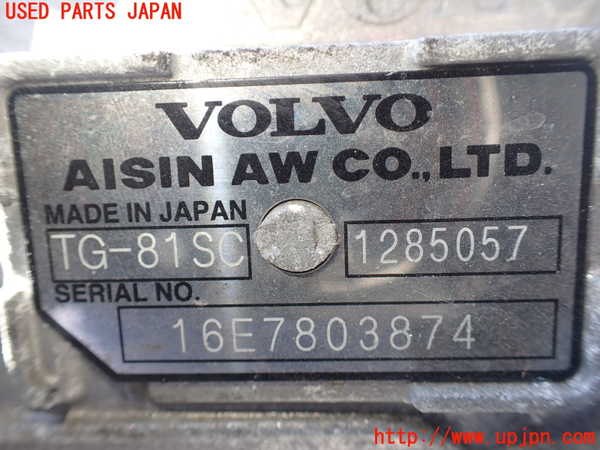 USED PARTS JAPAN
VOLVO
AISIN AW CO., LTD.
MADE IN JAPAN
TG-81SC 1285057
SERIAL NO.
16E7803874
http://www.upjpn.com/